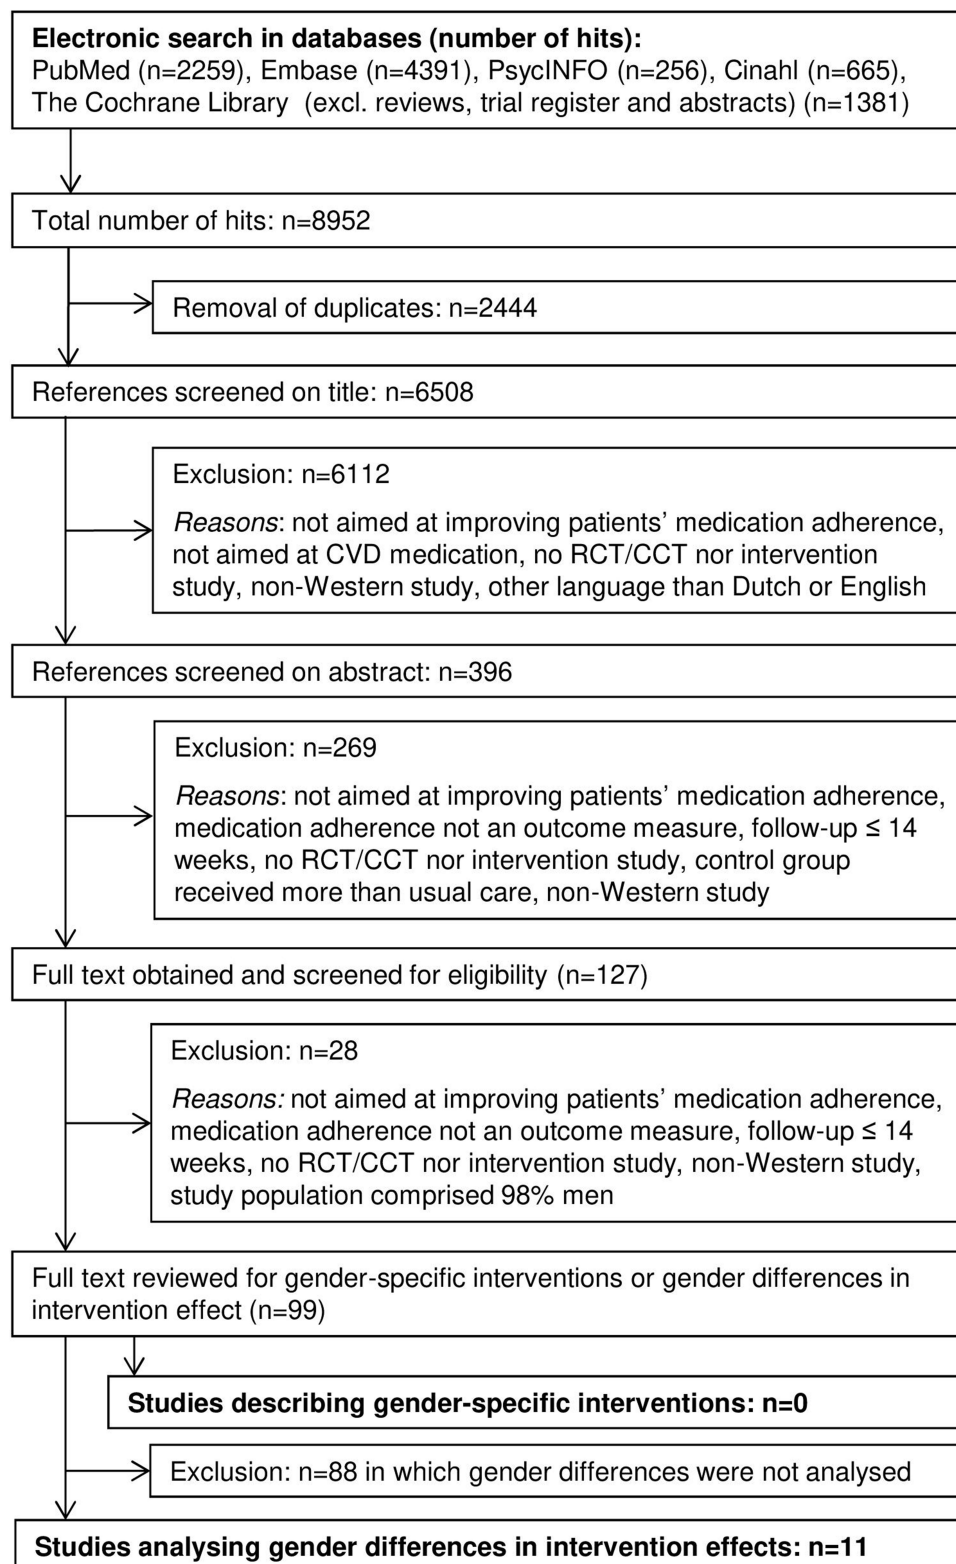 Electronic search in databases (number of hits):
PubMed (n=2259), Embase (n=4391), PsycINFO (n=256), Cinahl (n=665),
The Cochrane Library (excl. reviews, trial register and abstracts) (n=1381)
Total number of hits: n=8952
Removal of duplicates: n=2444
References screened on title: n=6508
Exclusion: n=6112
Reasons: not aimed at improving patients’ medication adherence,
not aimed at CVD medication, no RCT/CCT nor intervention
study, non-Western study, other language than Dutch or English
References screened on abstract: n=396
Exclusion: n=269
Reasons: not aimed at improving patients’ medication adherence,
medication adherence not an outcome measure, follow-up ≤ 14
weeks, no RCT/CCT nor intervention study, control group
received more than usual care, non-Western study
Full text obtained and screened for eligibility (n=127)
Exclusion: n=28
Reasons: not aimed at improving patients’ medication adherence,
medication adherence not an outcome measure, follow-up ≤ 14
weeks, no RCT/CCT nor intervention study, non-Western study,
study population comprised 98% men
Full text reviewed for gender-specific interventions or gender differences in
intervention effect (n=99)
Studies describing gender-specific interventions: n=0
Exclusion: n=88 in which gender differences were not analysed
Studies analysing gender differences in intervention effects: n=11